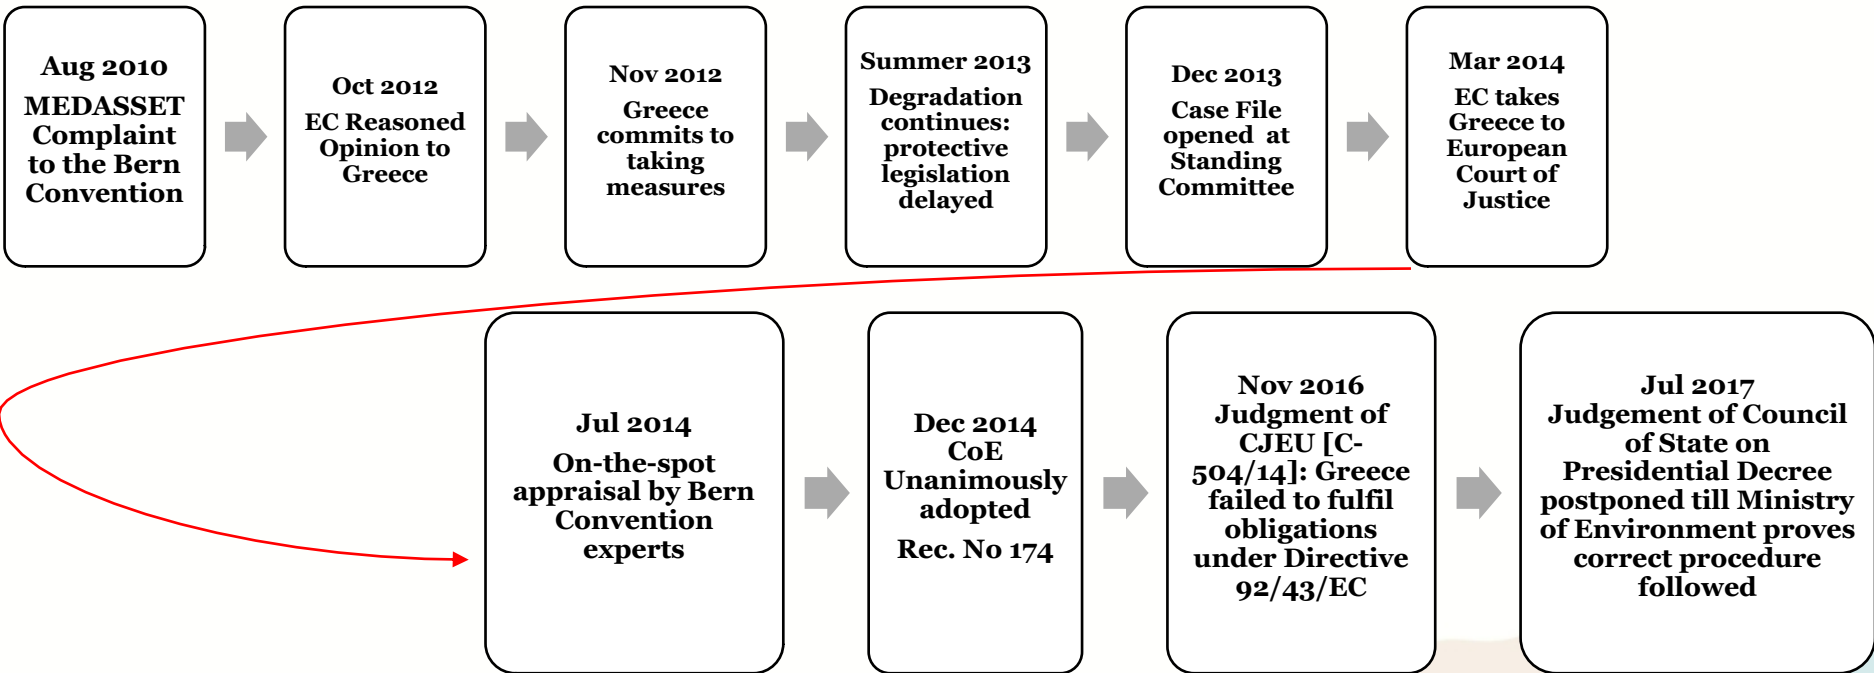 Aug 2010
MEDASSET
Complaint
to the Bern
Convention
Oct 2012
EC Reasoned
Opinion to
Greece
Nov 2012
Greece
commits to
taking
measures
Summer 2013
Degradation
continues:
protective
legislation
delayed
Dec 2013
Case File
opened at
Standing
Committee
Mar 2014
EC takes
Greece to
European
Court of
Justice
Jul 2014
On-the-spot
appraisal by Bern
Convention
experts
Dec 2014
CoE
Unanimously
adopted
Rec. No 174
Nov 2016
Judgment of
CJEU [C-
504/14]: Greece
failed to fulfil
obligations
under Directive
92/43/EC
Jul 2017
Judgement of Council
of State on
Presidential Decree
postponed till Ministry
of Environment proves
correct procedure
followed